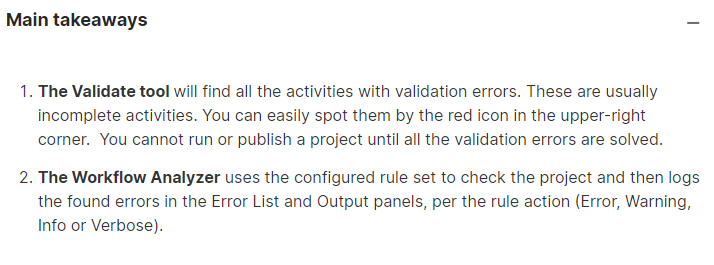 Main takeaways
1. The Validate tool will find all the activities with validation errors. These are usually
incomplete activities. You can easily spot them by the red icon in the upper-right
corner.  You cannot run or publish a project until all the validation errors are solved.
2. The Workflow Analyzer uses the configured rule set to check the project and then logs
the found errors in the Error List and Output panels, per the rule action (Error, Warning,
Info or Verbose).